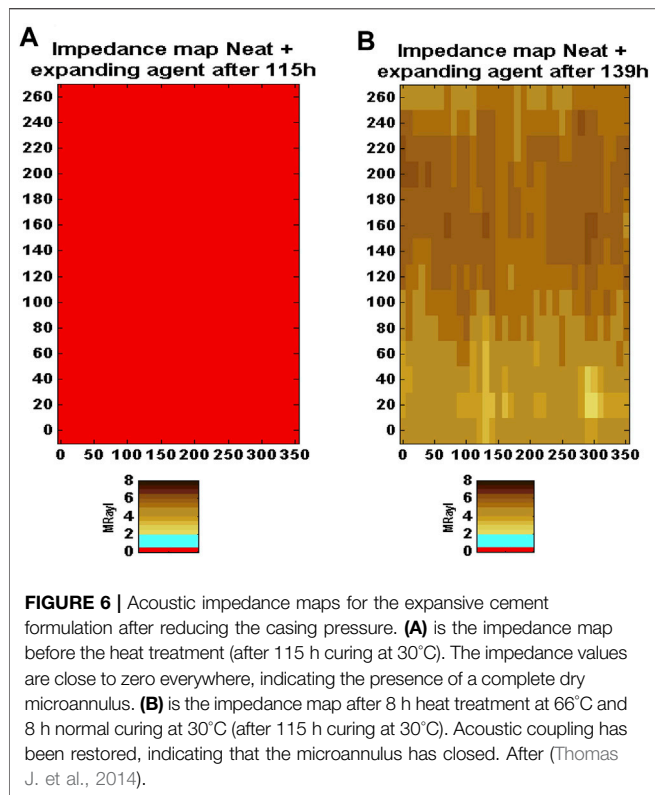 A
Impedance map Neat +
expanding agent after 115h
260
240
220
200
180
160
140
120
100
80
60
40
20
0
0 50 100 150 200 250 300 350
MRayl
8
6
4
2
0
B
Impedance map Neat +
expanding agent after 139h
260
240
220
200
180
160
140
120
100
80
60
40
20
0
0 50 100 150 200 250 300 350
MRayl
8
6
4
2
0
FIGURE 6 | Acoustic impedance maps for the expansive cement
formulation after reducing the casing pressure. (A) is the impedance map
before the heat treatment (after 115 h curing at 30°C). The impedance values
are close to zero everywhere, indicating the presence of a complete dry
microannulus. (B) is the impedance map after 8 h heat treatment at 66°C and
8 h normal curing at 30°C (after 115 h curing at 30°C). Acoustic coupling has
been restored, indicating that the microannulus has closed. After (Thomas
J. et al., 2014).